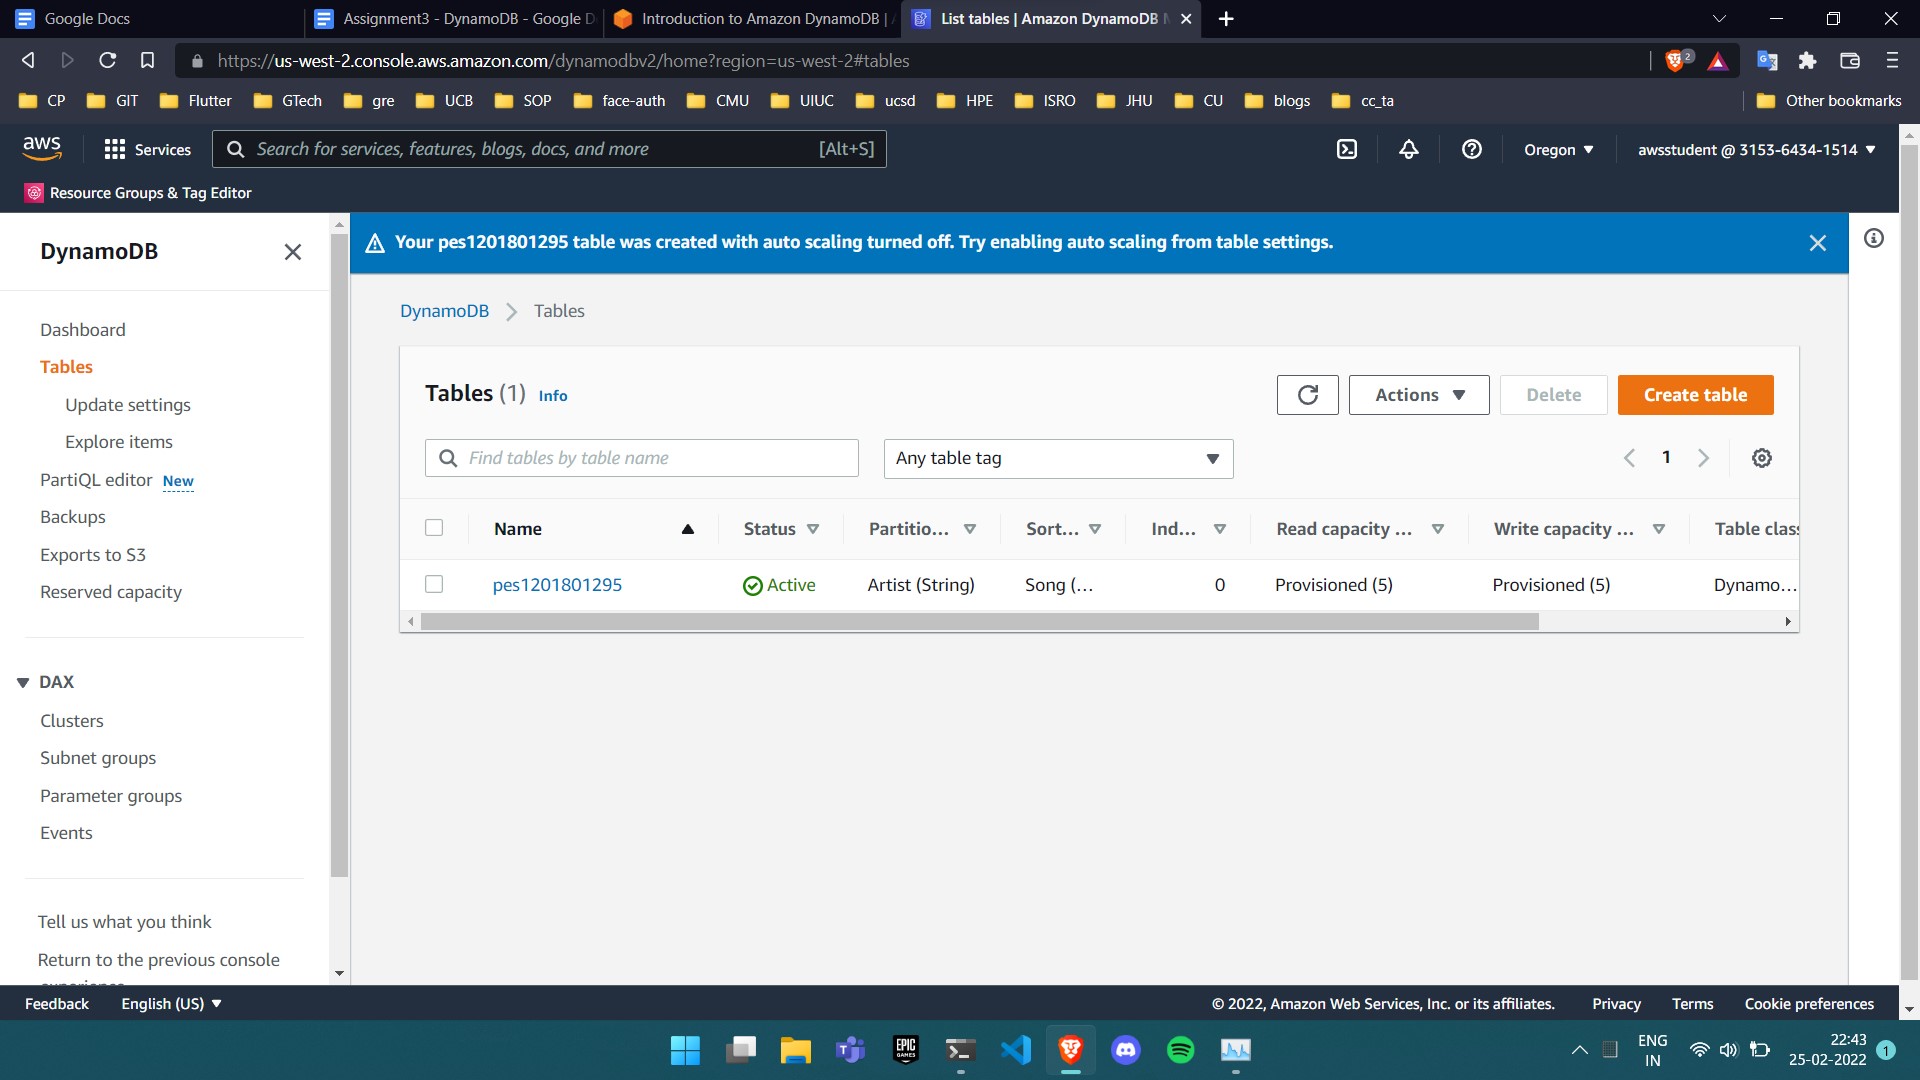 Google Docs
Assignment3 - DynamoDB - Google D
Introduction to Amazon DynamoDB |
List tables | Amazon DynamoDB
https://us-west-2.console.aws.amazon.com/dynamodbv2/home?region=us-west-2#tables
2
CP GIT Flutter GTech gre UCB SOP face-auth CMU UIUC ucsd HPE ISRO JHU CU blogs cc_ta Other bookmarks
aws Services Search for services, features, blogs, docs, and more [Alt+S] Oregon awsstudent @ 3153-6434-1514
Resource Groups & Tag Editor
DynamoDB
Dashboard
Tables
Update settings
Explore items
PartiQL editor New
Backups
Exports to S3
Reserved capacity
DAX
Clusters
Subnet groups
Parameter groups
Events
Tell us what you think
Return to the previous console
Your pes1201801295 table was created with auto scaling turned off. Try enabling auto scaling from table settings.
DynamoDB Tables
Tables (1) Info
Actions Delete Create table
Find tables by table name Any table tag 1
Name Status Partitio... Sort... Ind... Read capacity ... Write capacity ... Table clas
pes1201801295 Active Artist (String) Song (... 0 Provisioned (5) Provisioned (5) Dynamo...
Feedback English (US) © 2022, Amazon Web Services, Inc. or its affiliates. Privacy Terms Cookie preferences
EPIC GAMES
ENG
IN
22:43
25-02-2022
1